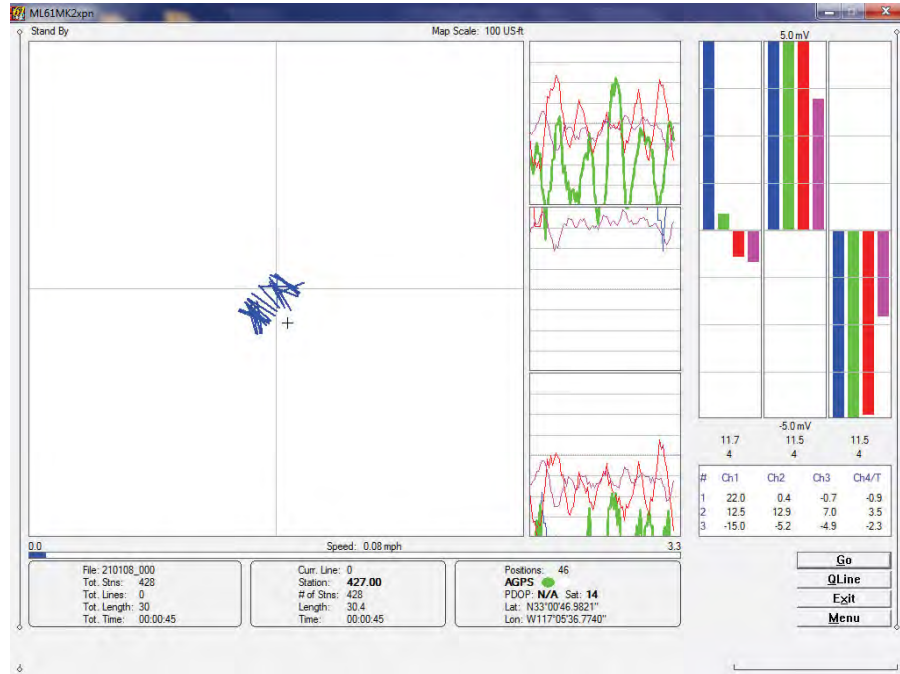 ML61MK2xpn
Stand By Map Scale: 100 US-ft
5.0 mV
-5.0 mV
11.7 11.5 11.5
4 4 4
# Ch1 Ch2 Ch3 Ch4/T
1 22.0 0.4 -0.7 -0.9
2 12.5 12.9 7.0 3.5
3 -15.0 -5.2 -4.9 -2.3
0.0 Speed: 0.08 mph 3.3
File: 210108_000
Tot. Stns: 428
Tot. Lines: 0
Tot. Length: 30
Tot. Time: 00:00:45
Curr. Line: 0
Station: 427.00
# of Stns: 428
Length: 30.4
Time: 00:00:45
Positions: 46
AGPS
PDOP: N/A Sat: 14
Lat: N33°00'46.9821"
Lon: W117°05'36.7740"
Go
QLine
Exit
Menu